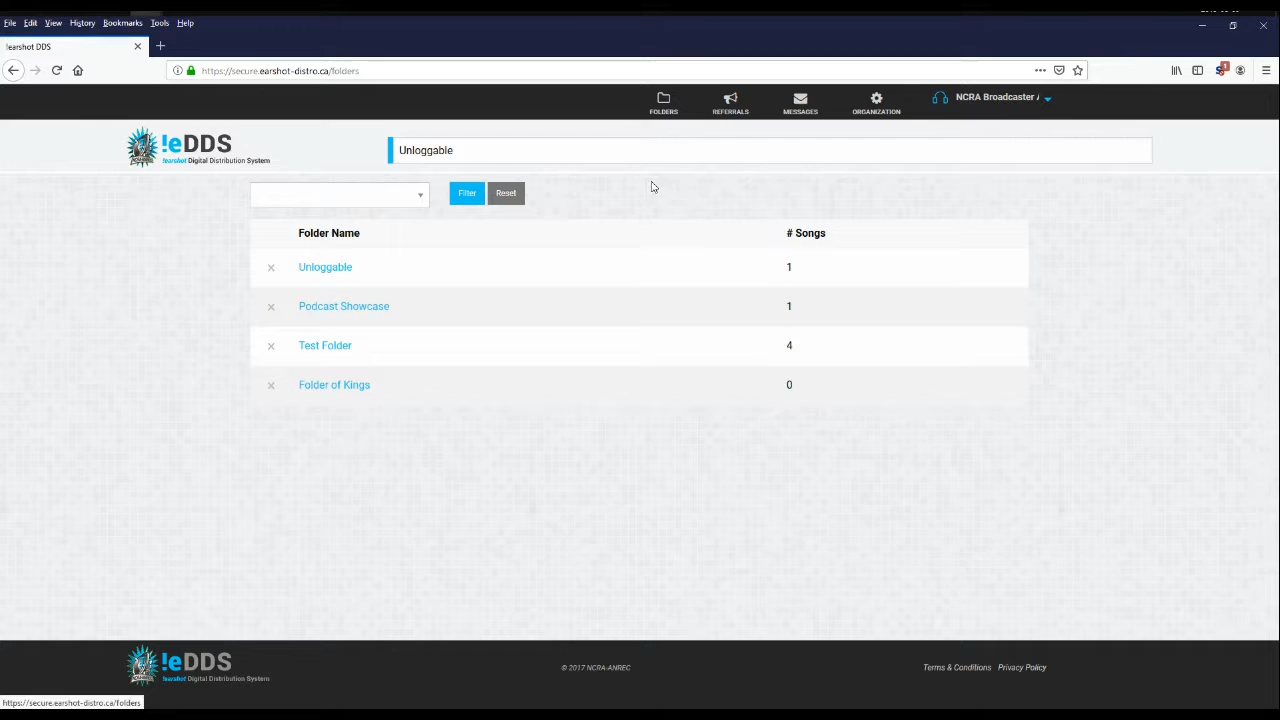 File Edit View History Bookmarks Tools Help
!earshot DDS
https://secure.earshot-distro.ca/folders
1
FOLDERS REFERRALS MESSAGES ORGANIZATION NCRA Broadcaster
!eDDS
!earshot Digital Distribution System
Unloggable
Filter Reset
Folder Name # Songs
Unloggable 1
Podcast Showcase 1
Test Folder 4
Folder of Kings 0
!eDDS
!earshot Digital Distribution System
© 2017 NCRA-ANREC
Terms & Conditions Privacy Policy
https://secure.earshot-distro.ca/folders